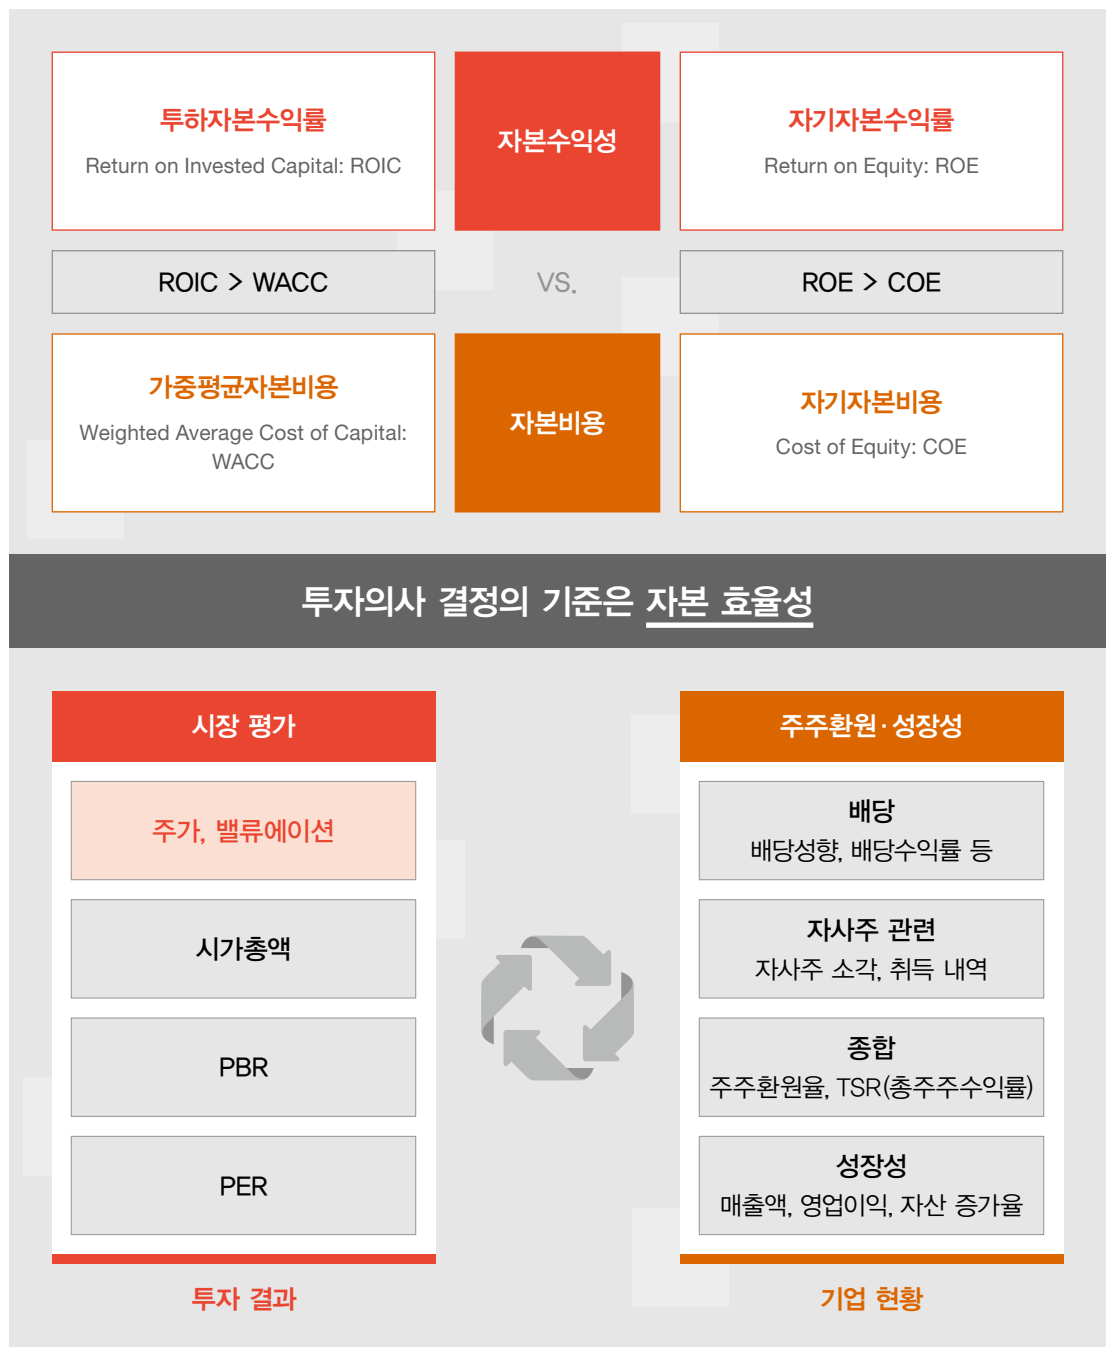 투하자본수익률
Return on Invested Capital: ROIC
자본수익성
자기자본수익률
Return on Equity: ROE
ROIC > WACC
VS.
ROE > COE
가중평균자본비용
Weighted Average Cost of Capital:
WACC
자본비용
자기자본비용
Cost of Equity: COE
투자의사 결정의 기준은 자본 효율성
시장 평가
주가, 밸류에이션
시가총액
PBR
PER
투자 결과
주주환원·성장성
배당
배당성향, 배당수익률 등
자사주 관련
자사주 소각, 취득 내역
종합
주주환원율, TSR(총주주수익률)
성장성
매출액, 영업이익, 자산 증가율
기업 현황